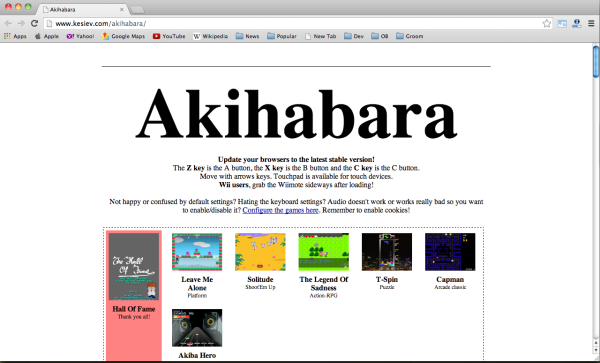 Akihabara
www.kesiev.com/akihabara/
Apps Apple Yahoo! Google Maps YouTube Wikipedia News Popular New Tab Dev OB Groom
Akihabara
Update your browsers to the latest stable version!
The Z key is the A button, the X key is the B button and the C key is the C button.
Move with arrows keys. Touchpad is available for touch devices.
Wii users, grab the Wiimote sideways after loading!
Not happy or confused by default settings? Hating the keyboard settings? Audio doesn't work or works really bad so you want
to enable/disable it? Configure the games here. Remember to enable cookies!
The Hall
Of Fame
Hall Of Fame
Thank you all!
Leave Me
Alone
Platform
Solitude
Shoot'Em Up
The Legend Of
Sadness
Action-RPG
T-Spin
Puzzle
Capman
Arcade classic
Akiba Hero